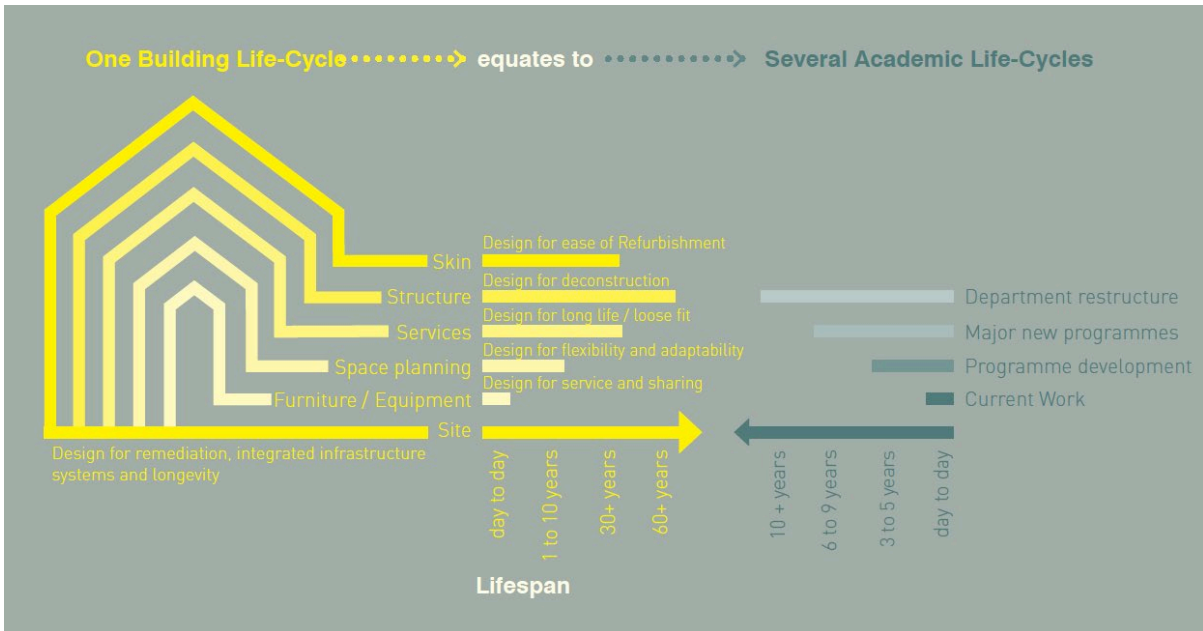 One Building Life-Cycle equates to Several Academic Life-Cycles
Design for ease of Refurbishment
Skin
Design for deconstruction
Structure
Department restructure
Design for long life / loose fit
Services
Major new programmes
Design for flexibility and adaptability
Space planning
Programme development
Design for service and sharing
Furniture / Equipment
Current Work
Site
Design for remediation, integrated infrastructure
systems and longevity
day to day
1 to 10 years
30+ years
60+ years
10 + years
6 to 9 years
3 to 5 years
day to day
Lifespan